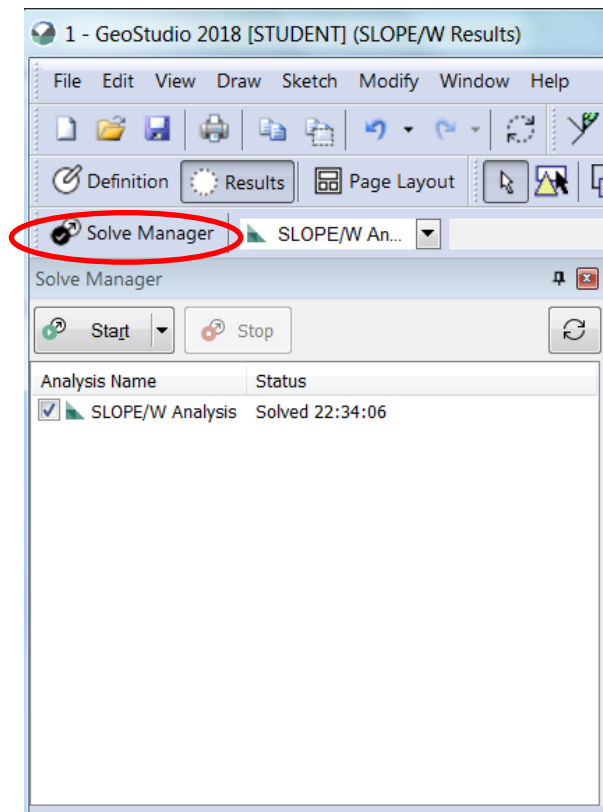 1 - GeoStudio 2018 [STUDENT] (SLOPE/W Results)
File Edit View Draw Sketch Modify Window Help
Definition Results Page Layout
Solve Manager SLOPE/W An...
Solve Manager
Start Stop
Analysis Name Status
SLOPE/W Analysis Solved 22:34:06